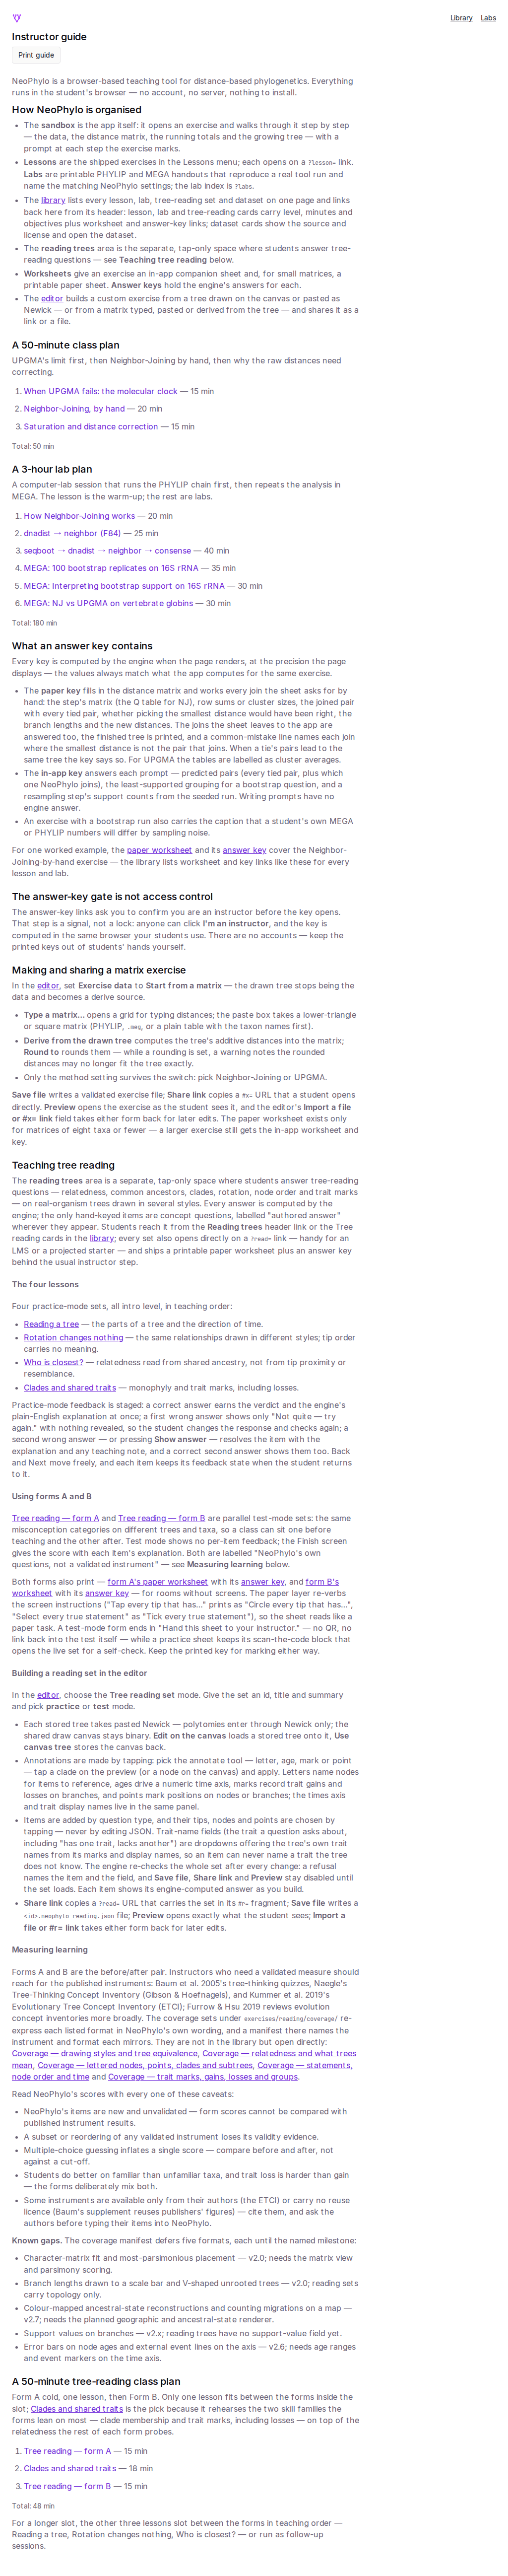 Library Labs
Instructor guide
Print guide
NeoPhylo is a browser-based teaching tool for distance-based phylogenetics. Everything
runs in the student's browser — no account, no server, nothing to install.
How NeoPhylo is organised
• The sandbox is the app itself: it opens an exercise and walks through it step by step
— the data, the distance matrix, the running totals and the growing tree — with a
prompt at each step the exercise marks.
• Lessons are the shipped exercises in the Lessons menu; each opens on a ?lesson= link.
Labs are printable PHYLIP and MEGA handouts that reproduce a real tool run and
name the matching NeoPhylo settings; the lab index is ?labs.
• The library lists every lesson, lab, tree-reading set and dataset on one page and links
back here from its header: lesson, lab and tree-reading cards carry level, minutes and
objectives plus worksheet and answer-key links; dataset cards show the source and
license and open the dataset.
• The reading trees area is the separate, tap-only space where students answer tree-
reading questions — see Teaching tree reading below.
• Worksheets give an exercise an in-app companion sheet and, for small matrices, a
printable paper sheet. Answer keys hold the engine's answers for each.
• The editor builds a custom exercise from a tree drawn on the canvas or pasted as
Newick — or from a matrix typed, pasted or derived from the tree — and shares it as a
link or a file.
A 50-minute class plan
UPGMA's limit first, then Neighbor-Joining by hand, then why the raw distances need
correcting.
1. When UPGMA fails: the molecular clock — 15 min
2. Neighbor-Joining, by hand — 20 min
3. Saturation and distance correction — 15 min
Total: 50 min
A 3-hour lab plan
A computer-lab session that runs the PHYLIP chain first, then repeats the analysis in
MEGA. The lesson is the warm-up; the rest are labs.
1. How Neighbor-Joining works — 20 min
2. dnadist → neighbor (F84) — 25 min
3. seqboot → dnadist → neighbor → consense — 40 min
4. MEGA: 100 bootstrap replicates on 16S rRNA — 35 min
5. MEGA: Interpreting bootstrap support on 16S rRNA — 30 min
6. MEGA: NJ vs UPGMA on vertebrate globins — 30 min
Total: 180 min
What an answer key contains
Every key is computed by the engine when the page renders, at the precision the page
displays — the values always match what the app computes for the same exercise.
• The paper key fills in the distance matrix and works every join the sheet asks for by
hand: the step's matrix (the Q table for NJ), row sums or cluster sizes, the joined pair
with every tied pair, whether picking the smallest distance would have been right, the
branch lengths and the new distances. The joins the sheet leaves to the app are
answered too, the finished tree is printed, and a common-mistake line names each join
where the smallest distance is not the pair that joins. When a tie's pairs lead to the
same tree the key says so. For UPGMA the tables are labelled as cluster averages.
• The in-app key answers each prompt — predicted pairs (every tied pair, plus which
one NeoPhylo joins), the least-supported grouping for a bootstrap question, and a
resampling step's support counts from the seeded run. Writing prompts have no
engine answer.
• An exercise with a bootstrap run also carries the caption that a student's own MEGA
or PHYLIP numbers will differ by sampling noise.
For one worked example, the paper worksheet and its answer key cover the Neighbor-
Joining-by-hand exercise — the library lists worksheet and key links like these for every
lesson and lab.
The answer-key gate is not access control
The answer-key links ask you to confirm you are an instructor before the key opens.
That step is a signal, not a lock: anyone can click I'm an instructor, and the key is
computed in the same browser your students use. There are no accounts — keep the
printed keys out of students' hands yourself.
Making and sharing a matrix exercise
In the editor, set Exercise data to Start from a matrix — the drawn tree stops being the
data and becomes a derive source.
• Type a matrix… opens a grid for typing distances; the paste box takes a lower-triangle
or square matrix (PHYLIP, .meg, or a plain table with the taxon names first).
• Derive from the drawn tree computes the tree's additive distances into the matrix;
Round to rounds them — while a rounding is set, a warning notes the rounded
distances may no longer fit the tree exactly.
• Only the method setting survives the switch: pick Neighbor-Joining or UPGMA.
Save file writes a validated exercise file; Share link copies a #x= URL that a student opens
directly. Preview opens the exercise as the student sees it, and the editor's Import a file
or #x= link field takes either form back for later edits. The paper worksheet exists only
for matrices of eight taxa or fewer — a larger exercise still gets the in-app worksheet and
key.
Teaching tree reading
The reading trees area is a separate, tap-only space where students answer tree-reading
questions — relatedness, common ancestors, clades, rotation, node order and trait marks
— on real-organism trees drawn in several styles. Every answer is computed by the
engine; the only hand-keyed items are concept questions, labelled "authored answer"
wherever they appear. Students reach it from the Reading trees header link or the Tree
reading cards in the library; every set also opens directly on a ?read= link — handy for an
LMS or a projected starter — and ships a printable paper worksheet plus an answer key
behind the usual instructor step.
The four lessons
Four practice-mode sets, all intro level, in teaching order:
• Reading a tree — the parts of a tree and the direction of time.
• Rotation changes nothing — the same relationships drawn in different styles; tip order
carries no meaning.
• Who is closest? — relatedness read from shared ancestry, not from tip proximity or
resemblance.
• Clades and shared traits — monophyly and trait marks, including losses.
Practice-mode feedback is staged: a correct answer earns the verdict and the engine's
plain-English explanation at once; a first wrong answer shows only "Not quite — try
again." with nothing revealed, so the student changes the response and checks again; a
second wrong answer — or pressing Show answer — resolves the item with the
explanation and any teaching note, and a correct second answer shows them too. Back
and Next move freely, and each item keeps its feedback state when the student returns
to it.
Using forms A and B
Tree reading — form A and Tree reading — form B are parallel test-mode sets: the same
misconception categories on different trees and taxa, so a class can sit one before
teaching and the other after. Test mode shows no per-item feedback; the Finish screen
gives the score with each item's explanation. Both are labelled "NeoPhylo's own
questions, not a validated instrument" — see Measuring learning below.
Both forms also print — form A's paper worksheet with its answer key, and form B's
worksheet with its answer key — for rooms without screens. The paper layer re-verbs
the screen instructions ("Tap every tip that has…" prints as "Circle every tip that has…",
"Select every true statement" as "Tick every true statement"), so the sheet reads like a
paper task. A test-mode form ends in "Hand this sheet to your instructor." — no QR, no
link back into the test itself — while a practice sheet keeps its scan-the-code block that
opens the live set for a self-check. Keep the printed key for marking either way.
Building a reading set in the editor
In the editor, choose the Tree reading set mode. Give the set an id, title and summary
and pick practice or test mode.
• Each stored tree takes pasted Newick — polytomies enter through Newick only; the
shared draw canvas stays binary. Edit on the canvas loads a stored tree onto it, Use
canvas tree stores the canvas back.
• Annotations are made by tapping: pick the annotate tool — letter, age, mark or point
— tap a clade on the preview (or a node on the canvas) and apply. Letters name nodes
for items to reference, ages drive a numeric time axis, marks record trait gains and
losses on branches, and points mark positions on nodes or branches; the times axis
and trait display names live in the same panel.
• Items are added by question type, and their tips, nodes and points are chosen by
tapping — never by editing JSON. Trait-name fields (the trait a question asks about,
including "has one trait, lacks another") are dropdowns offering the tree's own trait
names from its marks and display names, so an item can never name a trait the tree
does not know. The engine re-checks the whole set after every change: a refusal
names the item and the field, and Save file, Share link and Preview stay disabled until
the set loads. Each item shows its engine-computed answer as you build.
• Share link copies a ?read= URL that carries the set in its #r= fragment; Save file writes a
<id>.neophylo-reading.json file; Preview opens exactly what the student sees; Import a
file or #r= link takes either form back for later edits.
Measuring learning
Forms A and B are the before/after pair. Instructors who need a validated measure should
reach for the published instruments: Baum et al. 2005's tree-thinking quizzes, Naegle's
Tree-Thinking Concept Inventory (Gibson & Hoefnagels), and Kummer et al. 2019's
Evolutionary Tree Concept Inventory (ETCI); Furrow & Hsu 2019 reviews evolution
concept inventories more broadly. The coverage sets under exercises/reading/coverage/ re-
express each listed format in NeoPhylo's own wording, and a manifest there names the
instrument and format each mirrors. They are not in the library but open directly:
Coverage — drawing styles and tree equivalence, Coverage — relatedness and what trees
mean, Coverage — lettered nodes, points, clades and subtrees, Coverage — statements,
node order and time and Coverage — trait marks, gains, losses and groups.
Read NeoPhylo's scores with every one of these caveats:
• NeoPhylo's items are new and unvalidated — form scores cannot be compared with
published instrument results.
• A subset or reordering of any validated instrument loses its validity evidence.
• Multiple-choice guessing inflates a single score — compare before and after, not
against a cut-off.
• Students do better on familiar than unfamiliar taxa, and trait loss is harder than gain
— the forms deliberately mix both.
• Some instruments are available only from their authors (the ETCI) or carry no reuse
licence (Baum's supplement reuses publishers' figures) — cite them, and ask the
authors before typing their items into NeoPhylo.
Known gaps. The coverage manifest defers five formats, each until the named milestone:
• Character-matrix fit and most-parsimonious placement — v2.0; needs the matrix view
and parsimony scoring.
• Branch lengths drawn to a scale bar and V-shaped unrooted trees — v2.0; reading sets
carry topology only.
• Colour-mapped ancestral-state reconstructions and counting migrations on a map —
v2.7; needs the planned geographic and ancestral-state renderer.
• Support values on branches — v2.x; reading trees have no support-value field yet.
• Error bars on node ages and external event lines on the axis — v2.6; needs age ranges
and event markers on the time axis.
A 50-minute tree-reading class plan
Form A cold, one lesson, then Form B. Only one lesson fits between the forms inside the
slot; Clades and shared traits is the pick because it rehearses the two skill families the
forms lean on most — clade membership and trait marks, including losses — on top of the
relatedness the rest of each form probes.
1. Tree reading — form A — 15 min
2. Clades and shared traits — 18 min
3. Tree reading — form B — 15 min
Total: 48 min
For a longer slot, the other three lessons slot between the forms in teaching order —
Reading a tree, Rotation changes nothing, Who is closest? — or run as follow-up
sessions.